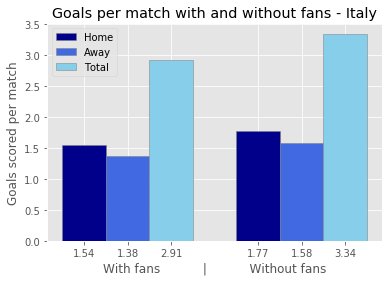 Goals per match with and without fans - Italy
3.5
3.0
2.5
2.0
1.5
1.0
0.5
0.0
Goals scored per match
Home
Away
Total
1.54 1.38 2.91 1.77 1.58 3.34
With fans | Without fans